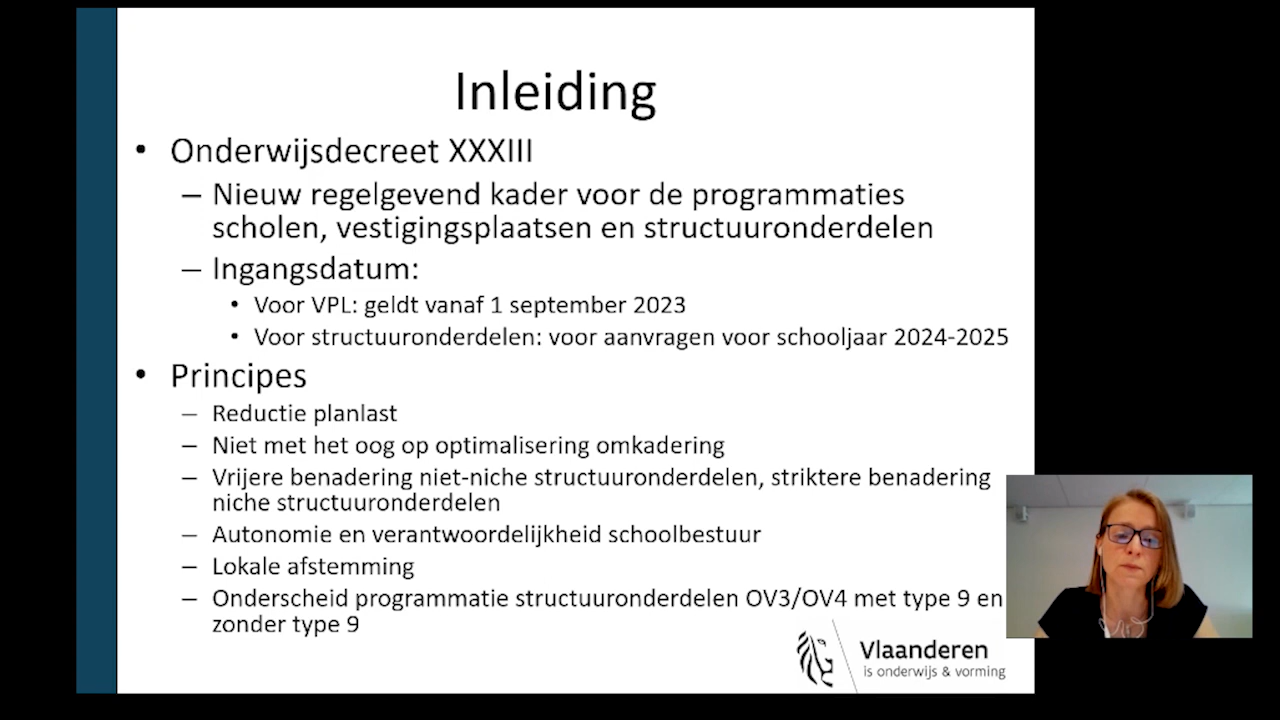 Inleiding
• Onderwijsdecreet XXXIII
– Nieuw regelgevend kader voor de programmaties
scholen, vestigingsplaatsen en structuuronderdelen
– Ingangsdatum:
• Voor VPL: geldt vanaf 1 september 2023
• Voor structuuronderdelen: voor aanvragen voor schooljaar 2024-2025
• Principes
– Reductie planlast
– Niet met het oog op optimalisering omkadering
– Vrijere benadering niet-niche structuuronderdelen, striktere benadering
niche structuuronderdelen
– Autonomie en verantwoordelijkheid schoolbestuur
– Lokale afstemming
– Onderscheid programmatie structuuronderdelen OV3/OV4 met type 9 en
zonder type 9
Vlaanderen
is onderwijs & vorming